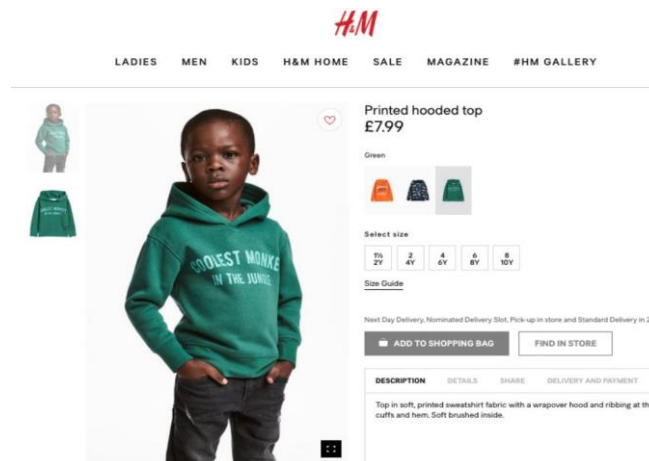 H&M
LADIES MEN KIDS H&M HOME SALE MAGAZINE #HM GALLERY
Printed hooded top
£7.99
Green
COOLEST MONKE
IN THE JUNGLE
Select size
1½ 2 4 6 8
2Y 4Y 6Y 8Y 10Y
Size Guide
Next Day Delivery, Nominated Delivery Slot, Pick-up in store and Standard Delivery in 2
ADD TO SHOPPING BAG FIND IN STORE
DESCRIPTION DETAILS SHARE DELIVERY AND PAYMENT
Top in soft, printed sweatshirt fabric with a wrapover hood and ribbing at th
cuffs and hem. Soft brushed inside.